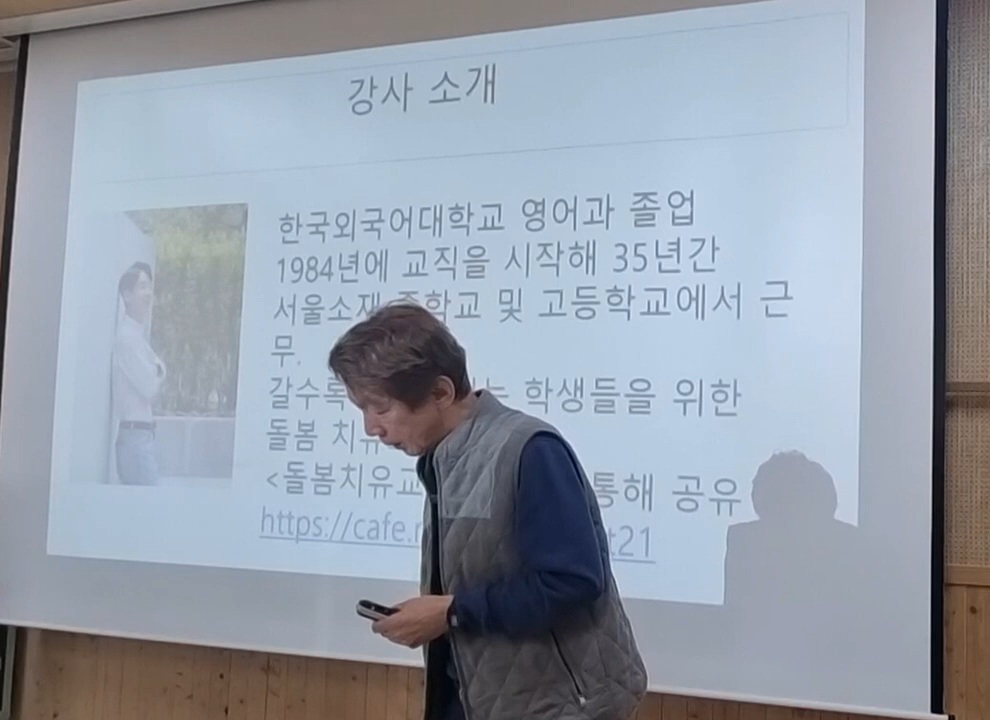 강사 소개
한국외국어대학교 영어과 졸업
1984년에 교직을 시작해 35년간
서울소재 중학교 및 고등학교에서 근
무.
갈수록 학생들을 위한
돌봄 치유
<돌봄치유교 통해 공유
https://cafe. t21